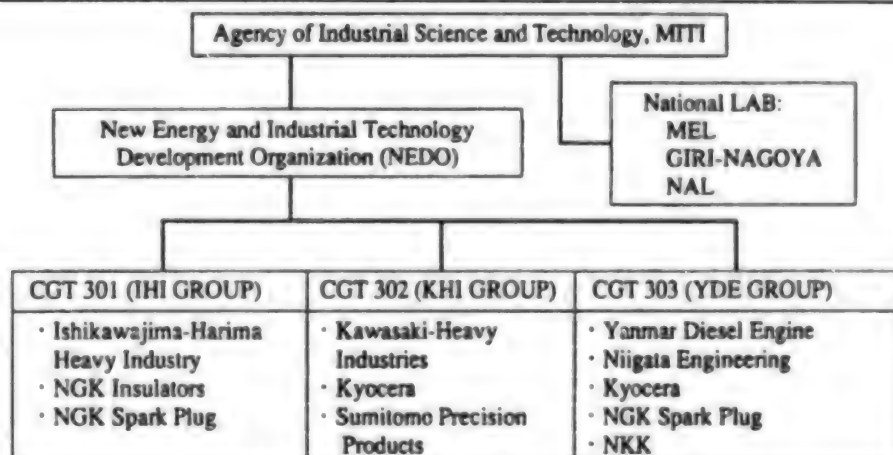 Agency of Industrial Science and Technology, MITI
New Energy and Industrial Technology
Development Organization (NEDO)
National LAB:
MEL
GIRI-NAGOYA
NAL
CGT 301 (IHI GROUP)
· Ishikawajima-Harima
Heavy Industry
· NGK Insulators
· NGK Spark Plug
CGT 302 (KHI GROUP)
· Kawasaki-Heavy
Industries
· Kyocera
· Sumitomo Precision
Products
CGT 303 (YDE GROUP)
· Yanmar Diesel Engine
· Niigata Engineering
· Kyocera
· NGK Spark Plug
· NKK